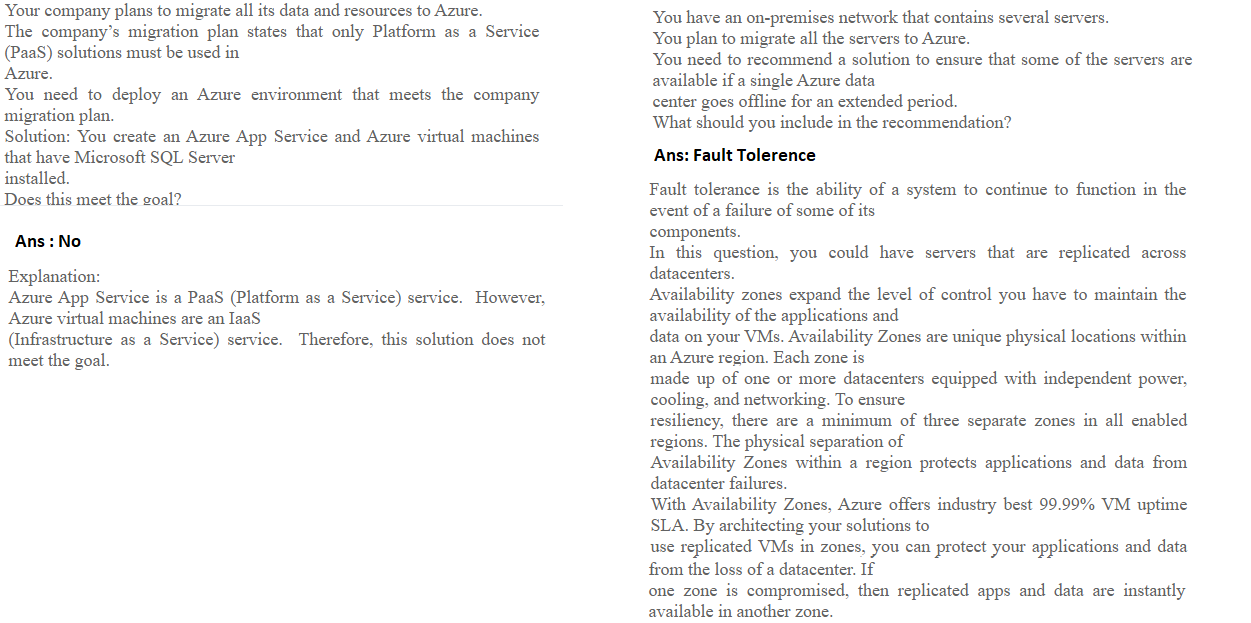 Your company plans to migrate all its data and resources to Azure.
The company's migration plan states that only Platform as a Service
(PaaS) solutions must be used in
Azure.
You need to deploy an Azure environment that meets the company
migration plan.
Solution: You create an Azure App Service and Azure virtual machines
that have Microsoft SQL Server
installed.
Does this meet the goal?
Ans : No
Explanation:
Azure App Service is a PaaS (Platform as a Service) service. However,
Azure virtual machines are an IaaS
(Infrastructure as a Service) service. Therefore, this solution does not
meet the goal.
You have an on-premises network that contains several servers.
You plan to migrate all the servers to Azure.
You need to recommend a solution to ensure that some of the servers are
available if a single Azure data
center goes offline for an extended period.
What should you include in the recommendation?
Ans: Fault Tolerence
Fault tolerance is the ability of a system to continue to function in the
event of a failure of some of its
components.
In this question, you could have servers that are replicated across
datacenters.
Availability zones expand the level of control you have to maintain the
availability of the applications and
data on your VMs. Availability Zones are unique physical locations within
an Azure region. Each zone is
made up of one or more datacenters equipped with independent power,
cooling, and networking. To ensure
resiliency, there are a minimum of three separate zones in all enabled
regions. The physical separation of
Availability Zones within a region protects applications and data from
datacenter failures.
With Availability Zones, Azure offers industry best 99.99% VM uptime
SLA. By architecting your solutions to
use replicated VMs in zones, you can protect your applications and data
from the loss of a datacenter. If
one zone is compromised, then replicated apps and data are instantly
available in another zone.